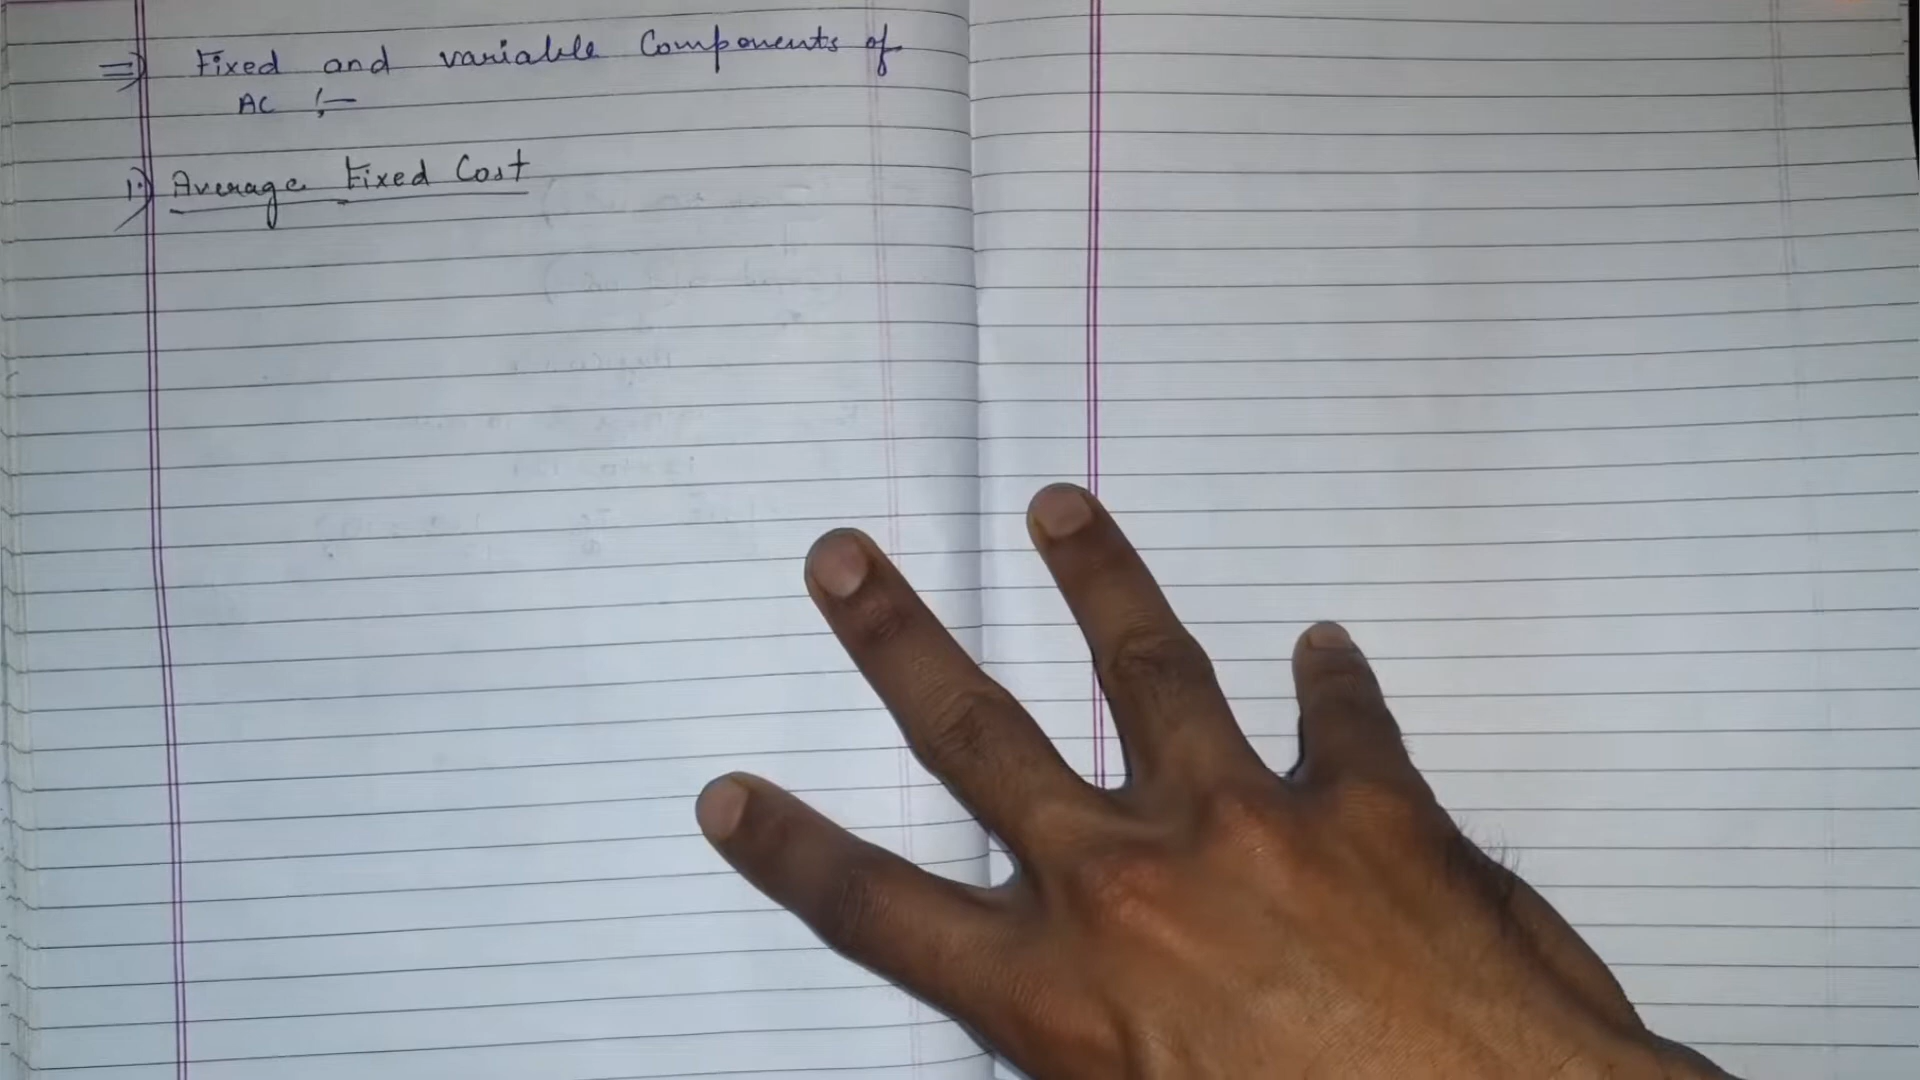 ⇒) Fixed and variable Components of
AC :-
1.) Average Fixed Cost